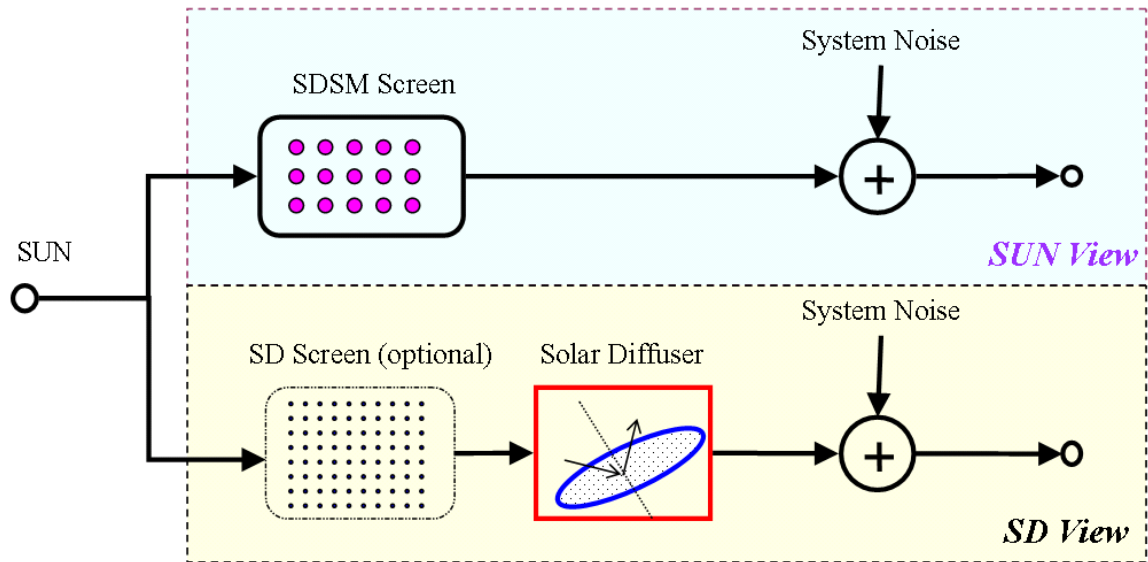 System Noise
SDSM Screen
+
SUN
SUN View
System Noise
SD Screen (optional)
Solar Diffuser
+
SD View